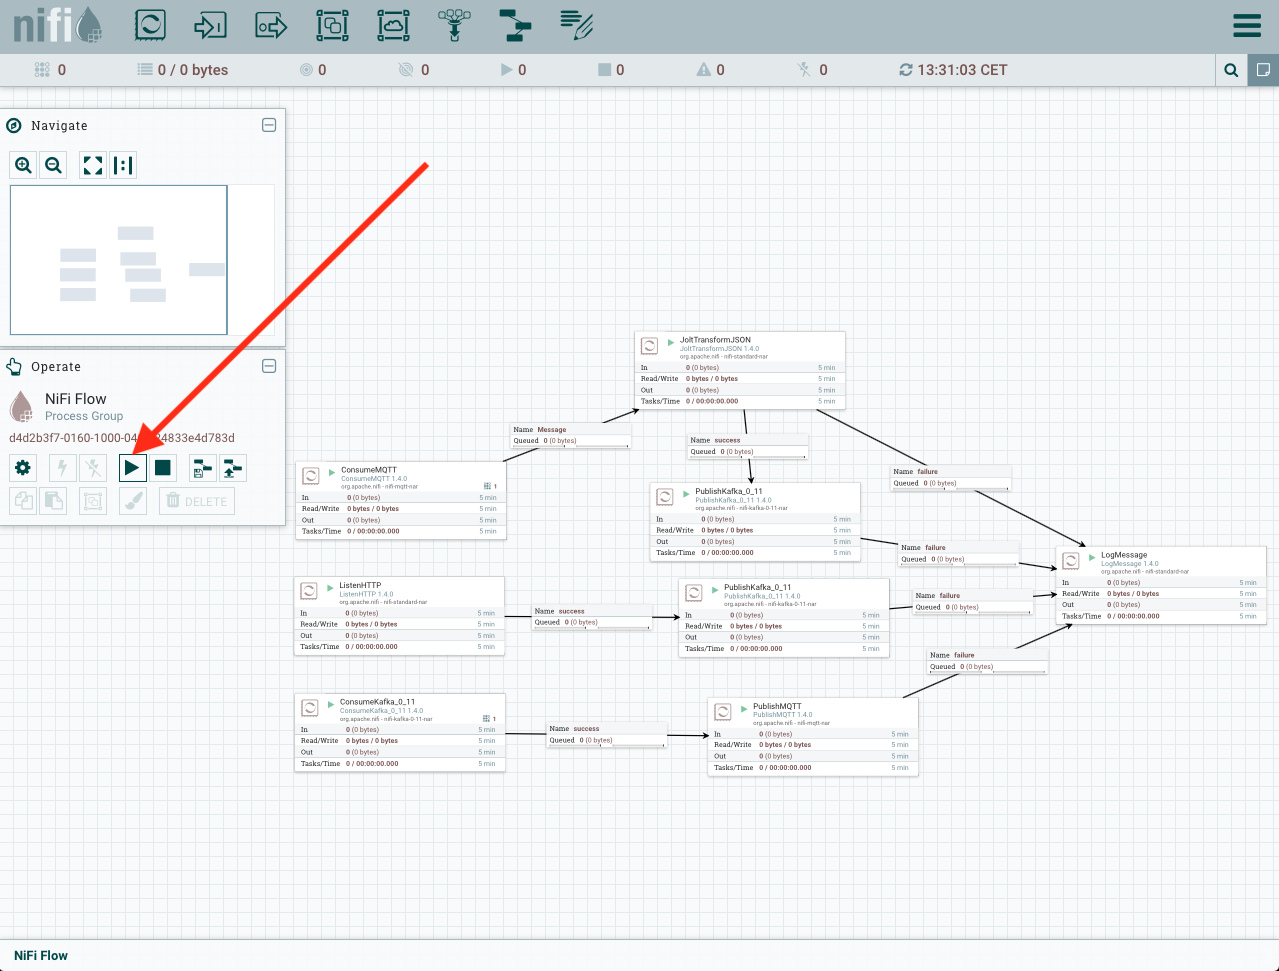 nifi
0
0 / 0 bytes
0
0
0
0
0
0
13:31:03 CET
Navigate
Operate
NiFi Flow
Process Group
DELETE
JoltTransformJSON
JoltTransformJSON 1.4.0
org.apache.nifi - nifi-standard-nar
In 0 (0 bytes) 5 min
Read/Write 0 bytes / 0 bytes 5 min
Out 0 (0 bytes) 5 min
Tasks/Time 0 / 00:00:00.000 5 min
Name Message
Queued 0 (0 bytes)
Name success
Queued 0 (0 bytes)
Name failure
Queued 0 (0 bytes)
ConsumeMQTT
ConsumeMQTT 1.4.0
org.apache.nifi - nifi-mqtt-nar
1
In 0 (0 bytes) 5 min
Read/Write 0 bytes / 0 bytes 5 min
Out 0 (0 bytes) 5 min
Tasks/Time 0 / 00:00:00.000 5 min
PublishKafka_0_11
PublishKafka_0_11 1.4.0
org.apache.nifi - nifi-kafka-0-11-nar
In 0 (0 bytes) 5 min
Read/Write 0 bytes / 0 bytes 5 min
Out 0 (0 bytes) 5 min
Tasks/Time 0 / 00:00:00.000 5 min
Name failure
Queued 0 (0 bytes)
LogMessage
LogMessage 1.4.0
org.apache.nifi - nifi-standard-nar
In 0 (0 bytes) 5 min
Read/Write 0 bytes / 0 bytes 5 min
Out 0 (0 bytes) 5 min
Tasks/Time 0 / 00:00:00.000 5 min
ListenHTTP
ListenHTTP 1.4.0
org.apache.nifi - nifi-standard-nar
In 0 (0 bytes) 5 min
Read/Write 0 bytes / 0 bytes 5 min
Out 0 (0 bytes) 5 min
Tasks/Time 0 / 00:00:00.000 5 min
Name success
Queued 0 (0 bytes)
PublishKafka_0_11
PublishKafka_0_11 1.4.0
org.apache.nifi - nifi-kafka-0-11-nar
In 0 (0 bytes) 5 min
Read/Write 0 bytes / 0 bytes 5 min
Out 0 (0 bytes) 5 min
Tasks/Time 0 / 00:00:00.000 5 min
Name failure
Queued 0 (0 bytes)
Name failure
Queued 0 (0 bytes)
ConsumeKafka_0_11
ConsumeKafka_0_11 1.4.0
org.apache.nifi - nifi-kafka-0-11-nar
1
In 0 (0 bytes) 5 min
Read/Write 0 bytes / 0 bytes 5 min
Out 0 (0 bytes) 5 min
Tasks/Time 0 / 00:00:00.000 5 min
Name success
Queued 0 (0 bytes)
PublishMQTT
PublishMQTT 1.4.0
org.apache.nifi - nifi-mqtt-nar
In 0 (0 bytes) 5 min
Read/Write 0 bytes / 0 bytes 5 min
Out 0 (0 bytes) 5 min
Tasks/Time 0 / 00:00:00.000 5 min
NiFi Flow